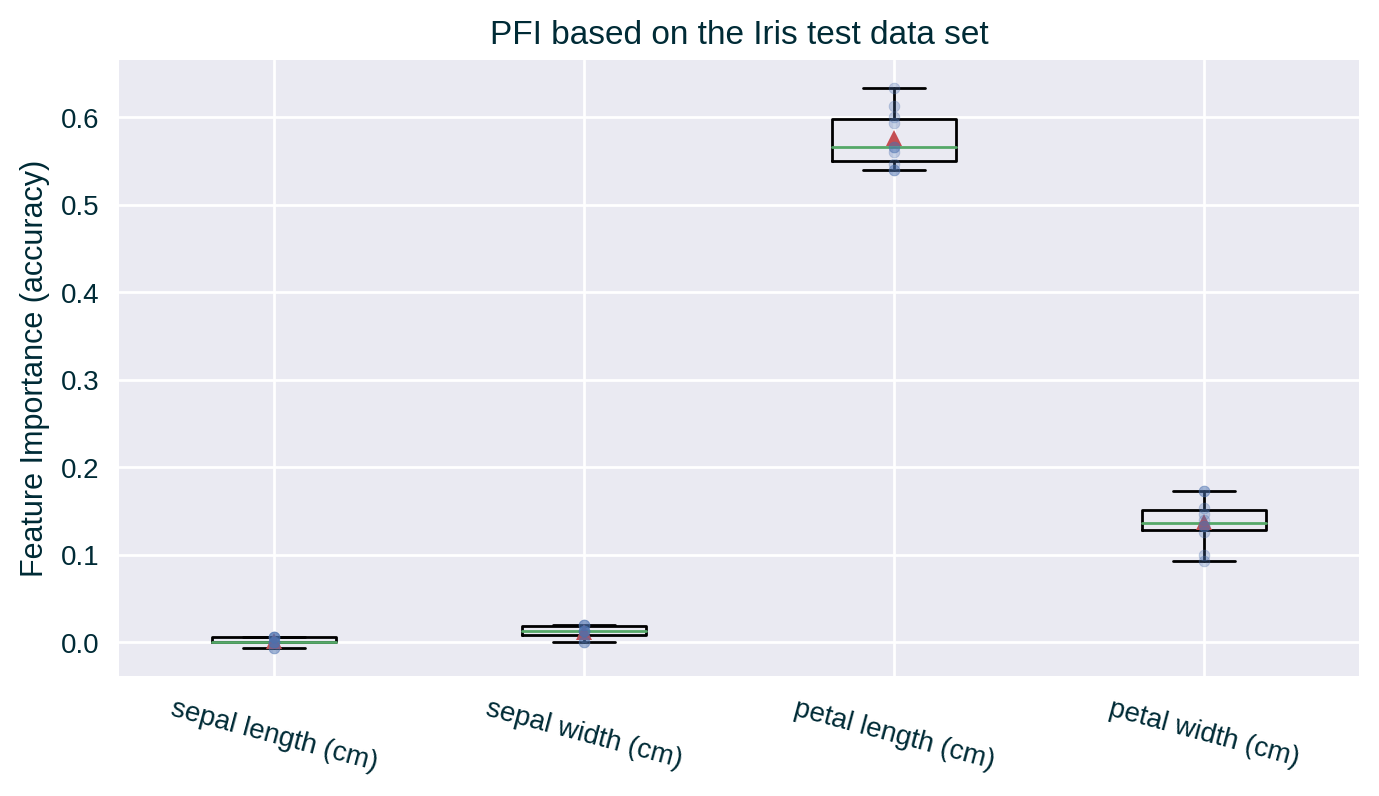 PFI based on the Iris test data set
Feature Importance (accuracy)
0.6
0.5
0.4
0.3
0.2
0.1
0.0
sepal length (cm)
sepal width (cm)
petal length (cm)
petal width (cm)